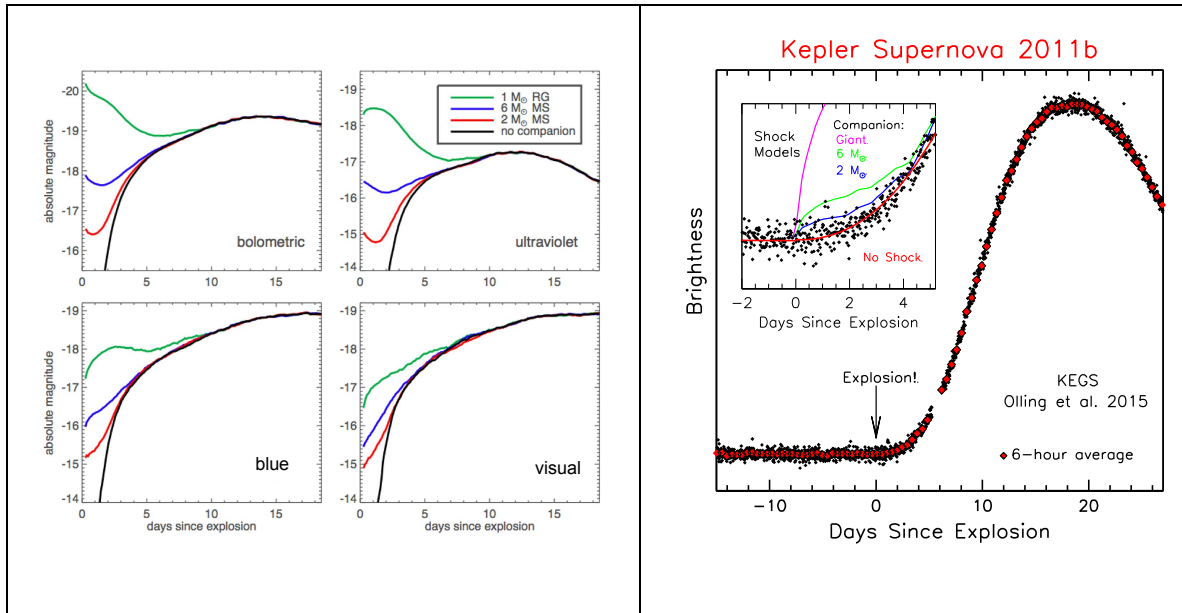 -20
-19
-18
-17
-16
absolute magnitude
bolometric
0 5 10 15
-19
-18
-17
-16
-15
-14
1 M⊙ RG
6 M⊙ MS
2 M⊙ MS
no companion
ultraviolet
0 5 10 15
-19
-18
-17
-16
-15
-14
absolute magnitude
blue
0 5 10 15
days since explosion
-19
-18
-17
-16
-15
-14
visual
0 5 10 15
days since explosion
Kepler Supernova 2011b
Brightness
Shock
Models
Companion:
Giant.
6 M⊙
2 M⊙.
No Shock.
-2 0 2 4
Days Since Explosion
Explosion!.
KEGS
Olling et al. 2015
6-hour average
-10 0 10 20
Days Since Explosion